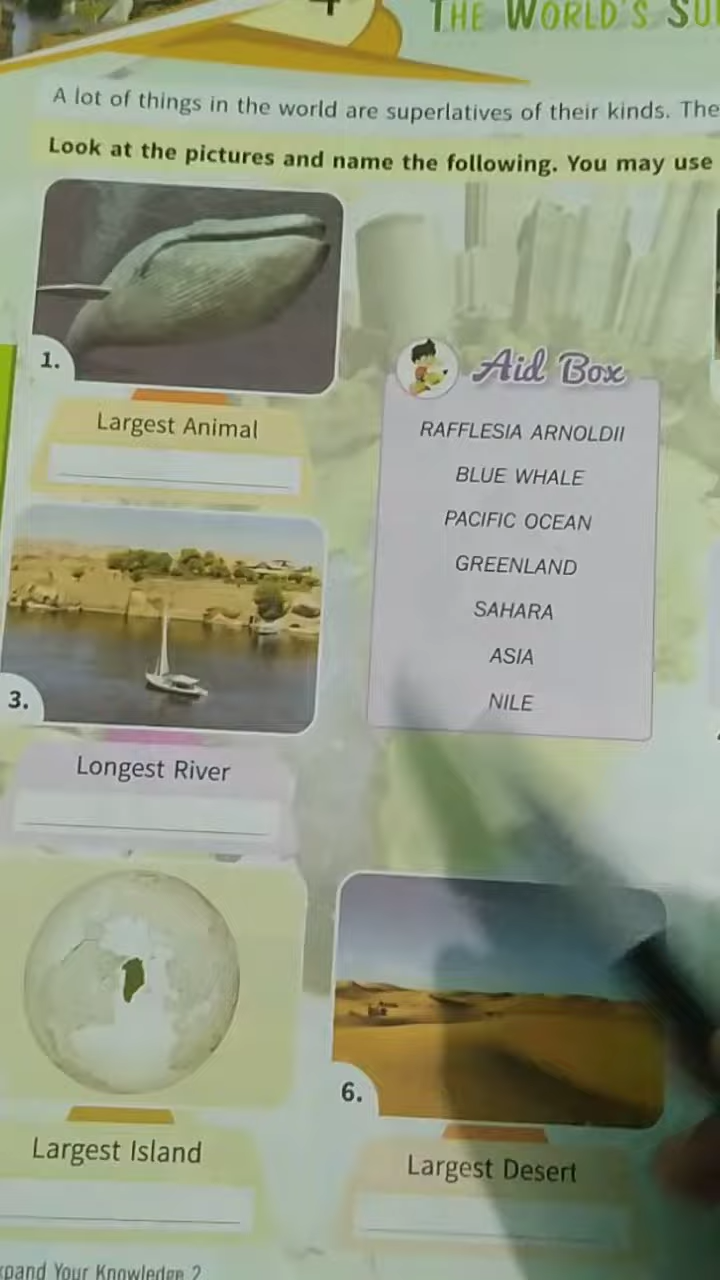 THE WORLD'S
A lot of things in the world are superlatives of their kinds. The
Look at the pictures and name the following. You may use
1.
Largest Animal
Aid Box
RAFFLESIA ARNOLDII
BLUE WHALE
PACIFIC OCEAN
GREENLAND
SAHARA
ASIA
NILE
3.
Longest River
Largest Island
6.
Largest Desert
Your Knowledge 2